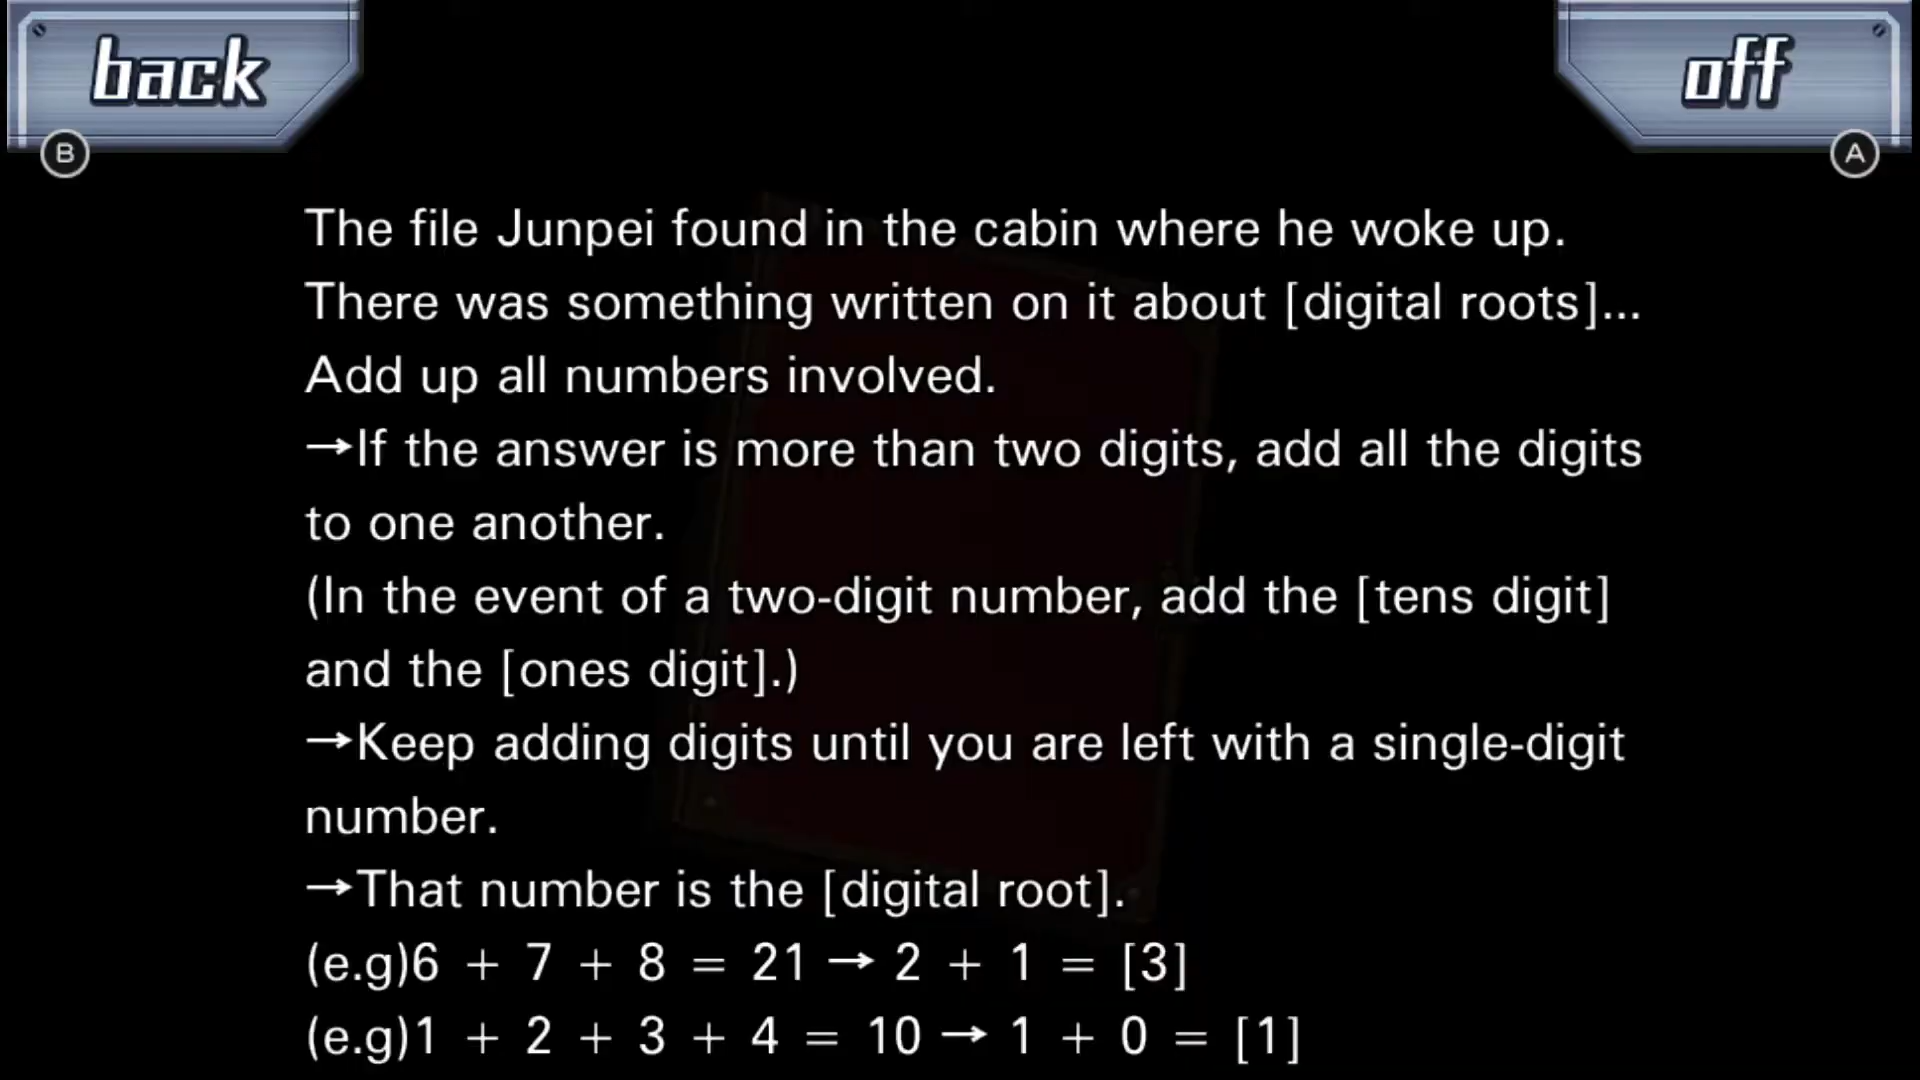 back
off
B
A
The file Junpei found in the cabin where he woke up.
There was something written on it about [digital roots]...
Add up all numbers involved.
→If the answer is more than two digits, add all the digits
to one another.
(In the event of a two-digit number, add the [tens digit]
and the [ones digit].)
→Keep adding digits until you are left with a single-digit
number.
→That number is the [digital root].
(e.g)6 + 7 + 8 = 21→2 + 1 = [3]
(e.g)1 + 2 + 3 + 4 = 10→1 + 0 = [1]